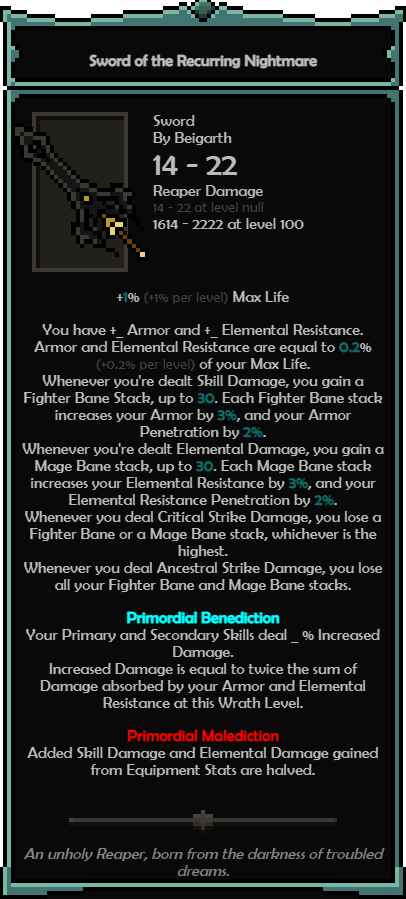 Sword of the Recurring Nightmare
Sword
By Beigarth
14 - 22
Reaper Damage
14 - 22 at level null
1614 - 2222 at level 100
+1% (+1% per level) Max Life
You have +_ Armor and +_ Elemental Resistance.
Armor and Elemental Resistance are equal to 0.2%
(+0.2% per level) of your Max Life.
Whenever you're dealt Skill Damage, you gain a
Fighter Bane Stack, up to 30. Each Fighter Bane stack
increases your Armor by 3%, and your Armor
Penetration by 2%.
Whenever you're dealt Elemental Damage, you gain a
Mage Bane stack, up to 30. Each Mage Bane stack
increases your Elemental Resistance by 3%, and your
Elemental Resistance Penetration by 2%.
Whenever you deal Critical Strike Damage, you lose a
Fighter Bane or a Mage Bane stack, whichever is the
highest.
Whenever you deal Ancestral Strike Damage, you lose
all your Fighter Bane and Mage Bane stacks.
Primordial Benediction
Your Primary and Secondary Skills deal _ % Increased
Damage.
Increased Damage is equal to twice the sum of
Damage absorbed by your Armor and Elemental
Resistance at this Wrath Level.
Primordial Malediction
Added Skill Damage and Elemental Damage gained
from Equipment Stats are halved.
An unholy Reaper, born from the darkness of troubled
dreams.